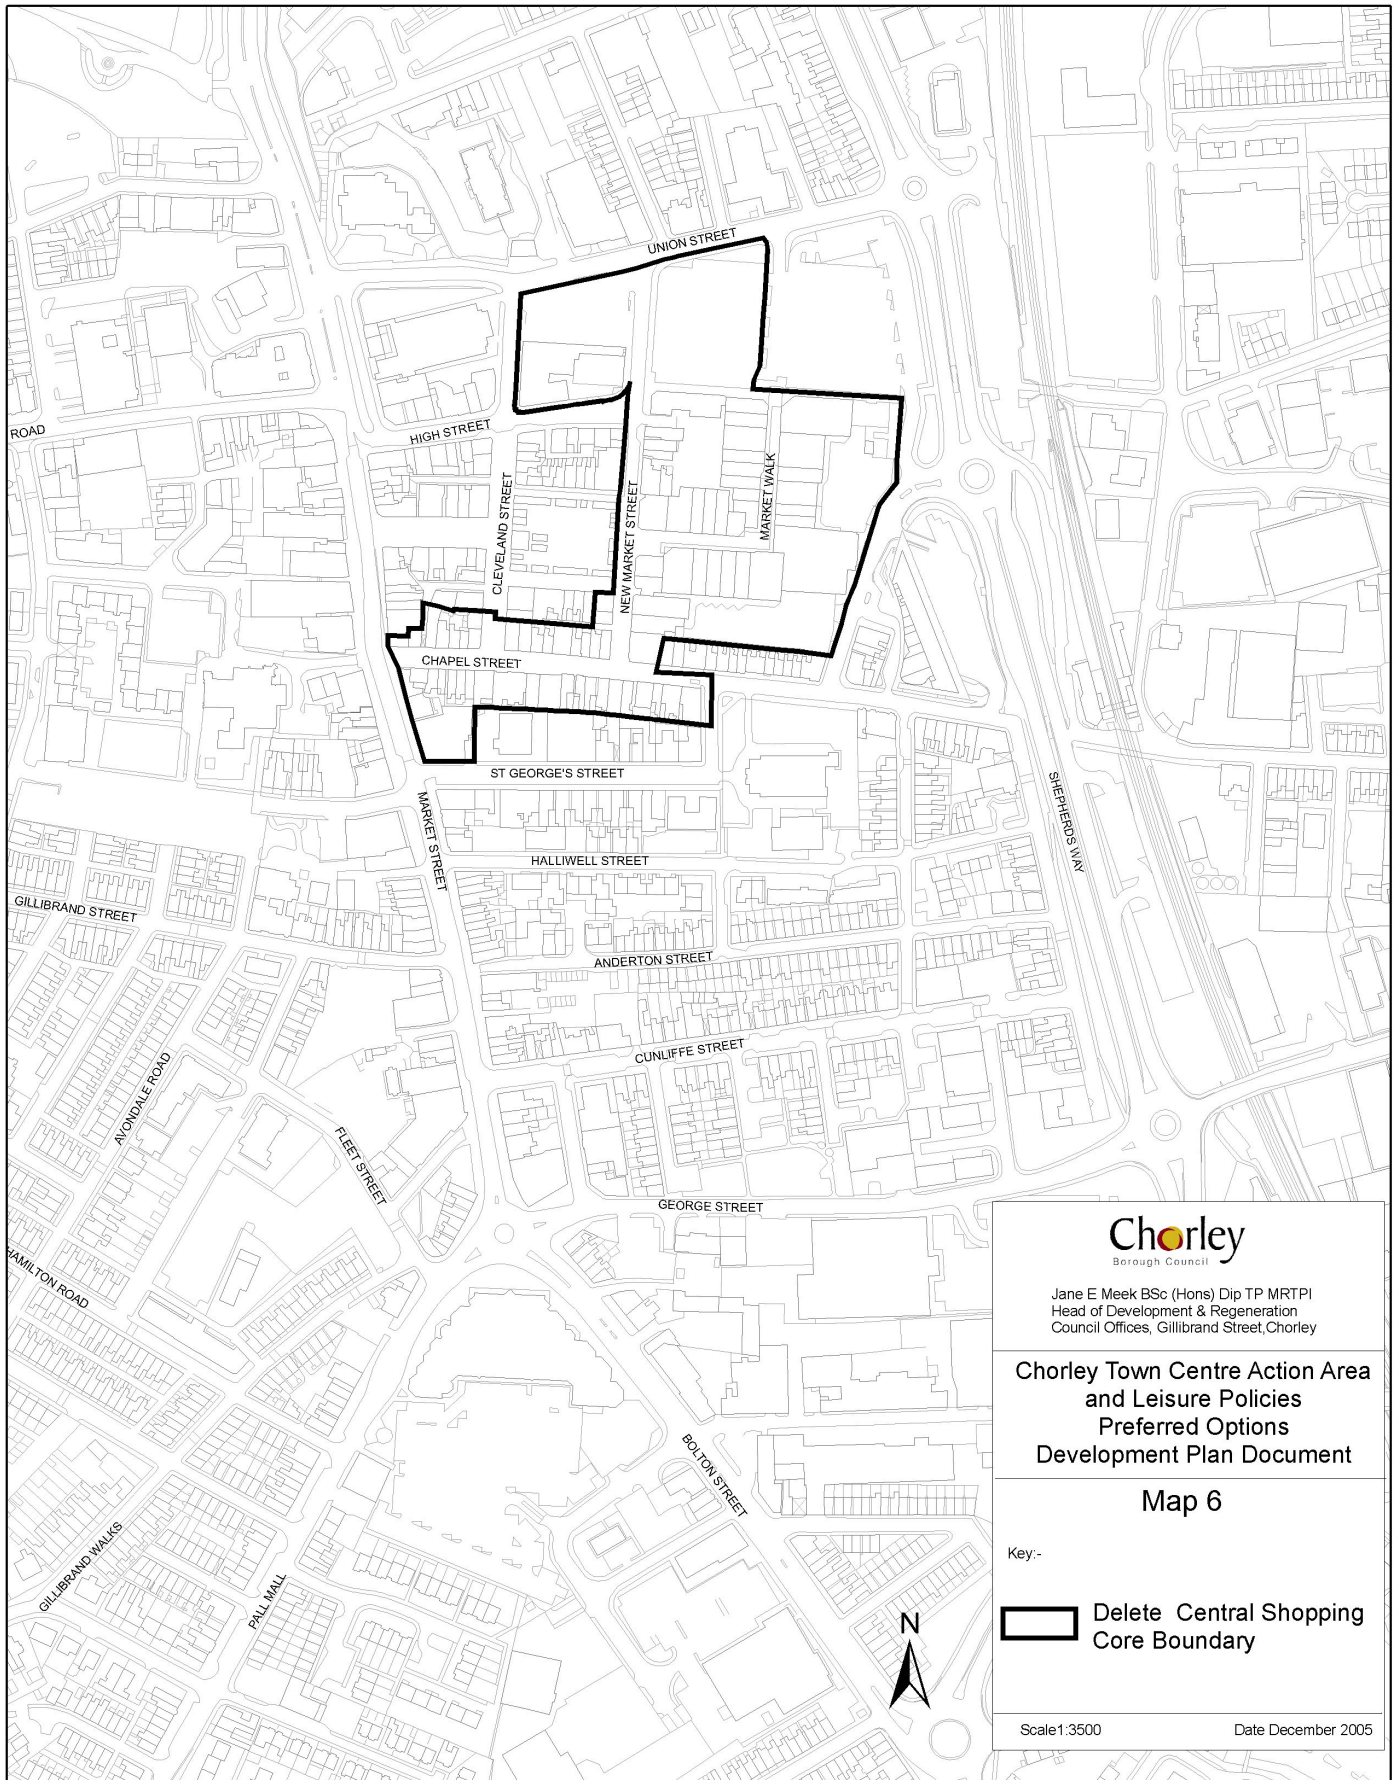 UNION STREET
HIGH STREET
ROAD
CLEVELAND STREET
NEW MARKET STREET
MARKET WALK
CHAPEL STREET
ST GEORGE'S STREET
MARKET STREET
SHEPHERDS WAY
HALLIWELL STREET
GILLIBRAND STREET
ANDERTON STREET
CUNLIFFE STREET
AVONDALE ROAD
FLEET STREET
GEORGE STREET
HAMILTON ROAD
BOLTON STREET
GILLIBRAND WALKS
PALL MALL
N
Chorley
Borough Council
Jane E Meek BSc (Hons) Dip TP MRTPI
Head of Development & Regeneration
Council Offices, Gillibrand Street,Chorley
Chorley Town Centre Action Area
and Leisure Policies
Preferred Options
Development Plan Document
Map 6
Key:-
Delete Central Shopping
Core Boundary
Scale1:3500
Date December 2005